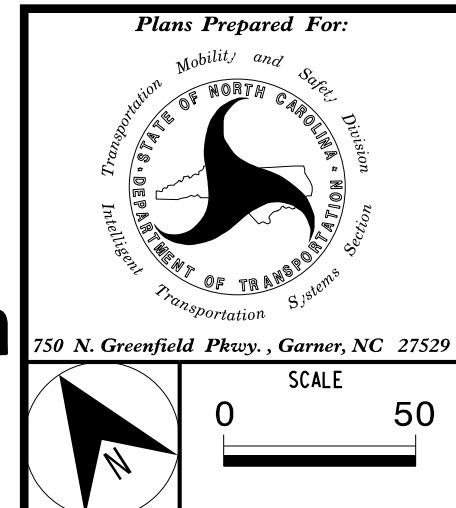 Plans Prepared For:
Transportation Mobility and Safety Division
STATE OF NORTH CAROLINA
DEPARTMENT OF TRANSPORTATION
Intelligent Transportation Systems Section
750 N. Greenfield Pkwy. , Garner, NC 27529
SCALE
0 50
N